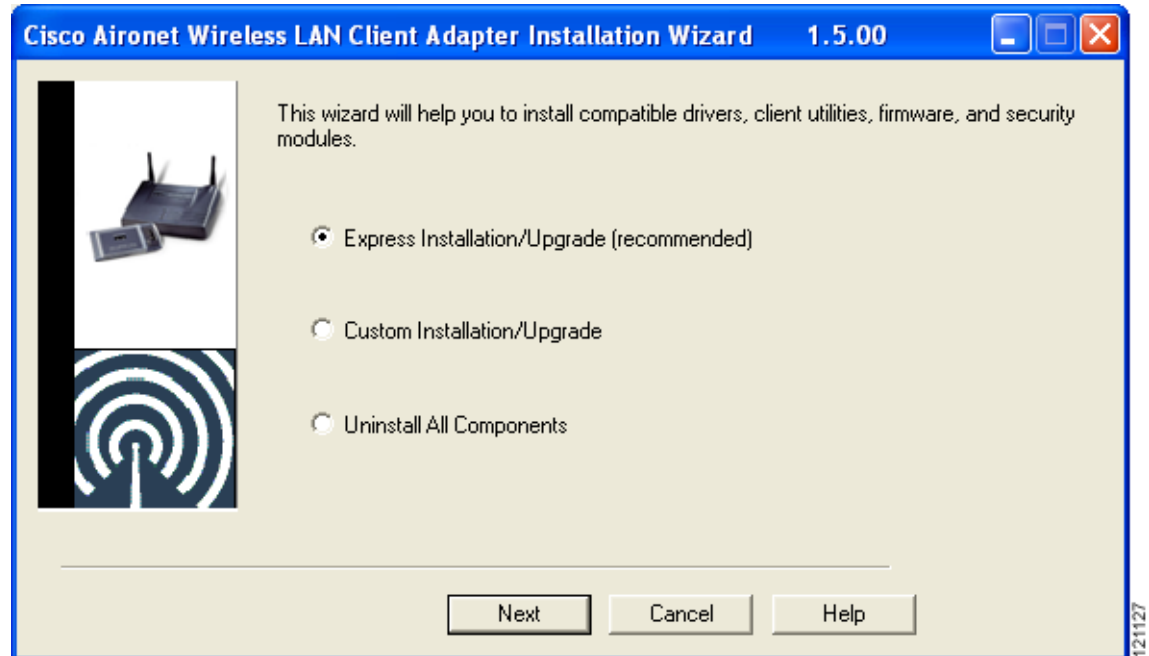 Cisco Aironet Wireless LAN Client Adapter Installation Wizard 1.5.00
This wizard will help you to install compatible drivers, client utilities, firmware, and security
modules.
Express Installation/Upgrade (recommended)
Custom Installation/Upgrade
Uninstall All Components
Next Cancel Help
121127